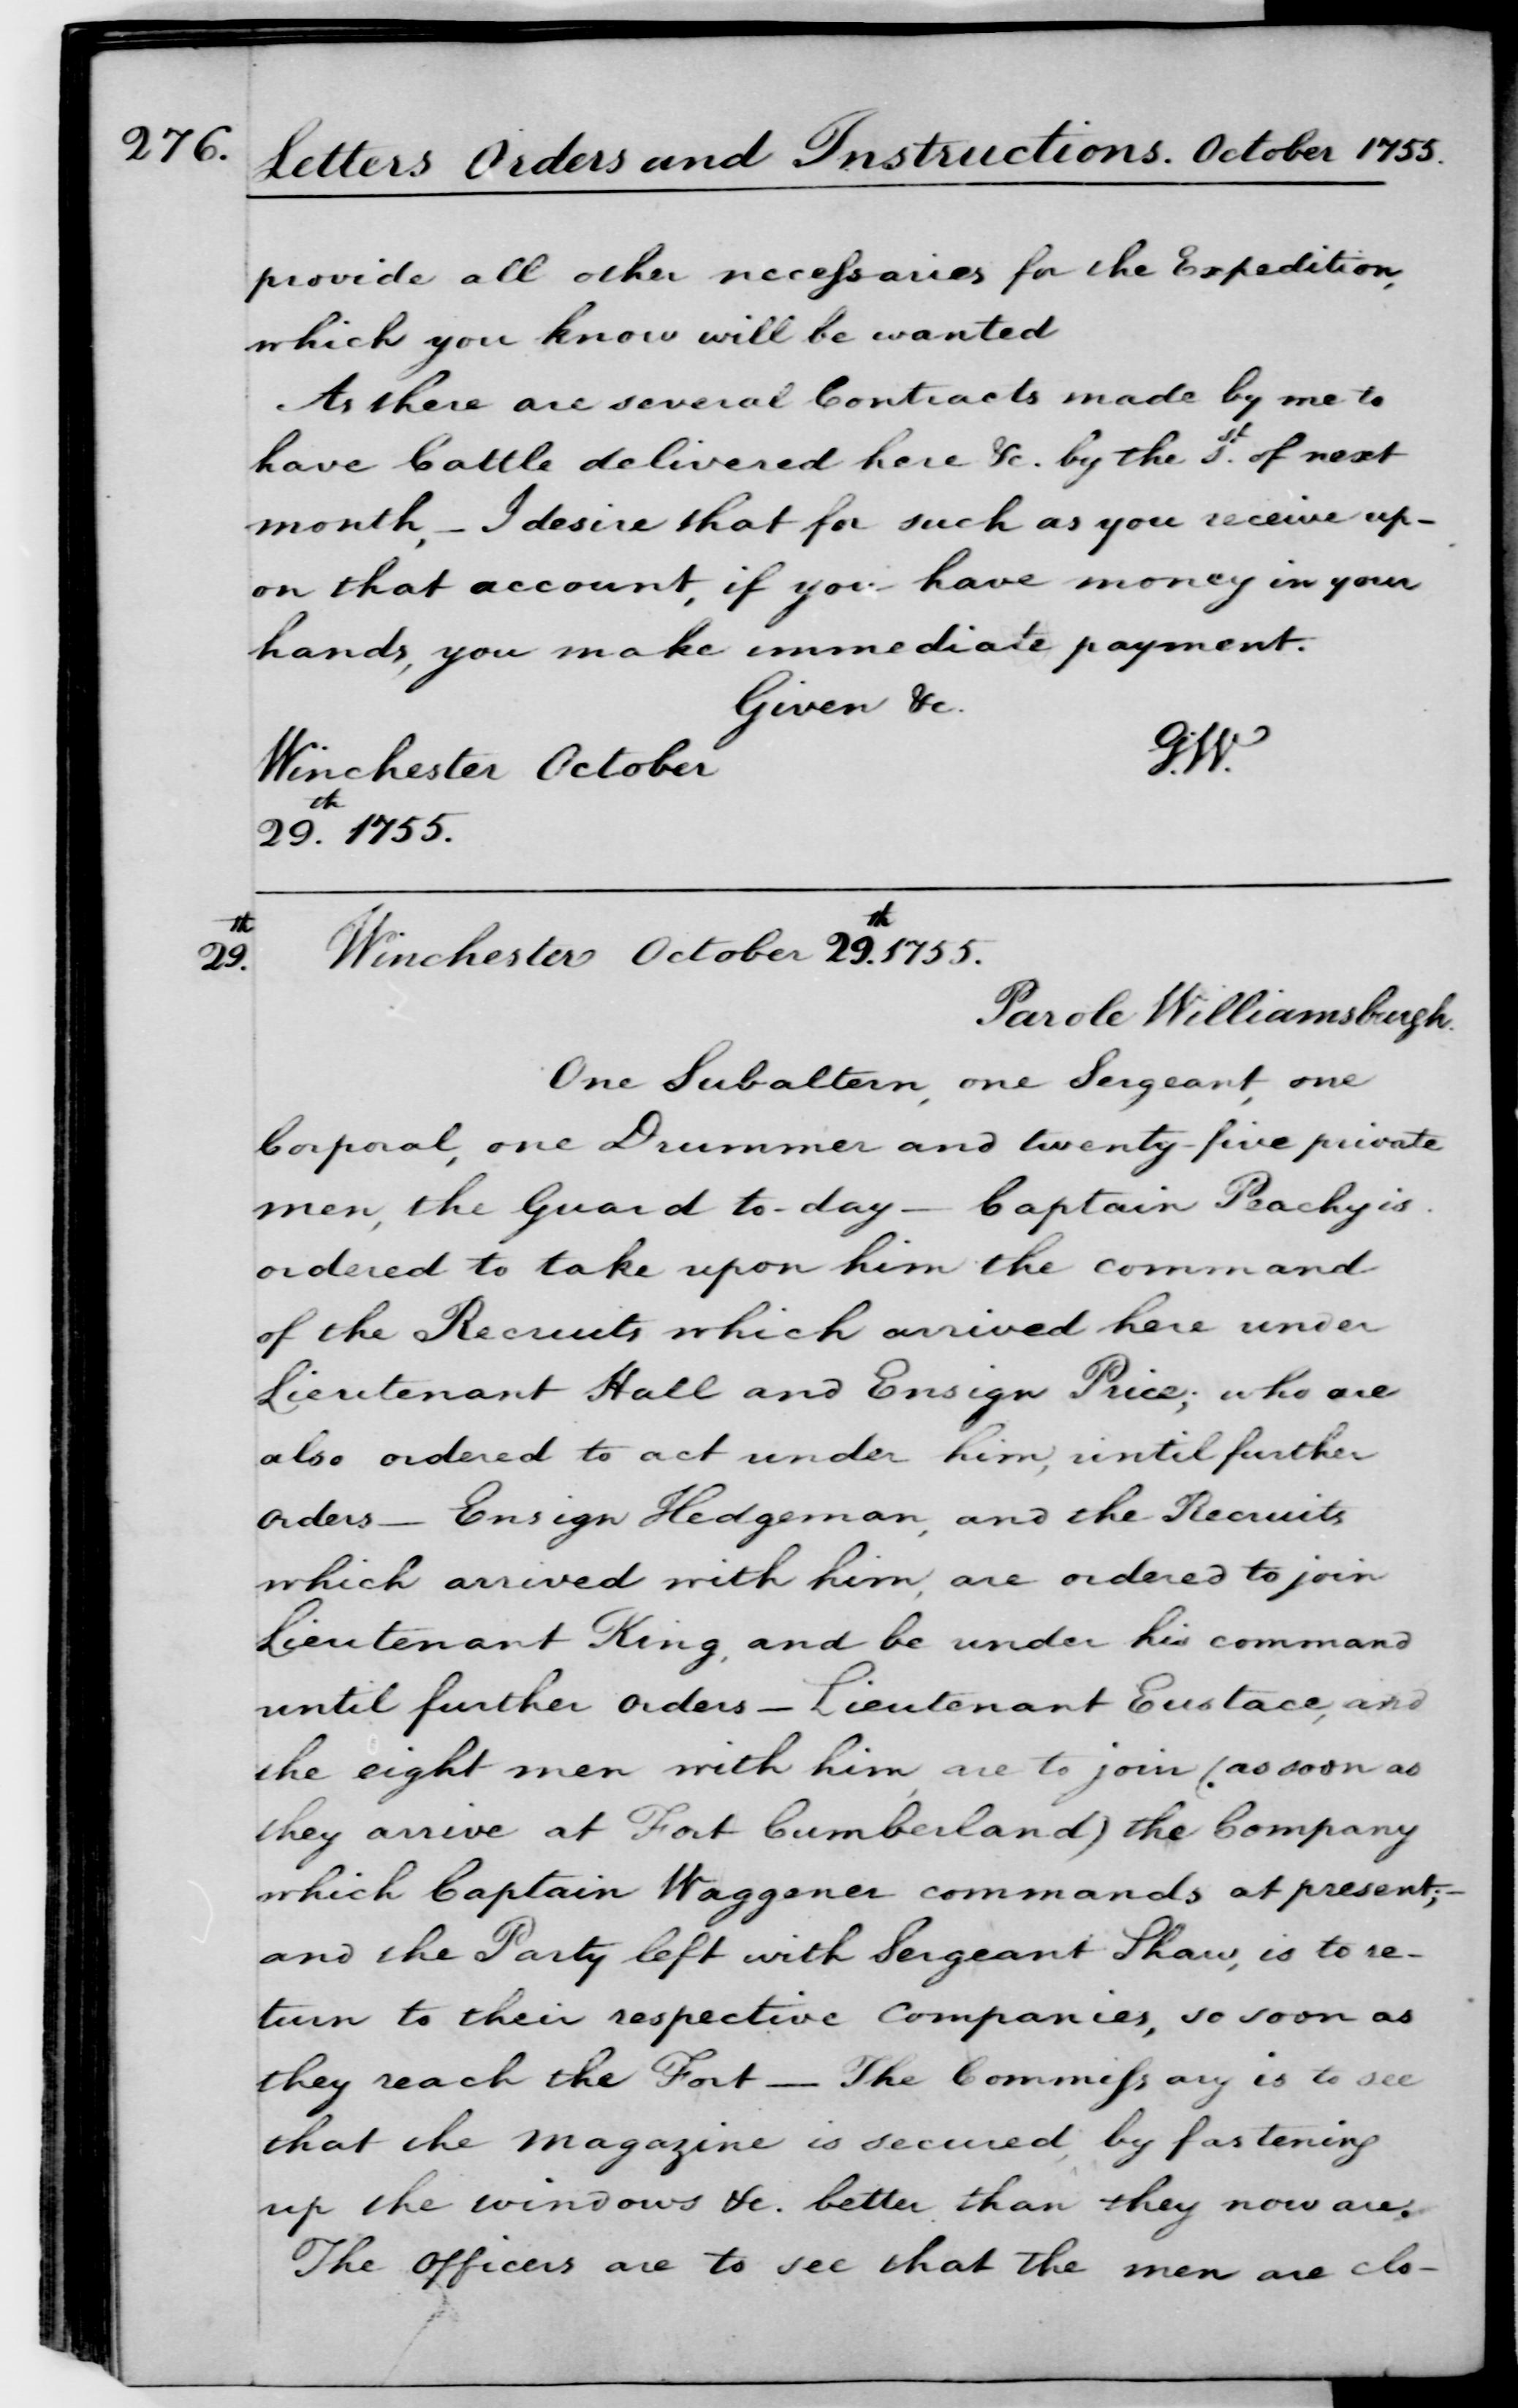 276. Letters Orders and Instructions. October 1755.
provide all other necessaries for the Expedition,
which you know will be wanted
As there are several Contracts made by me to
have Cattle delivered here &c. by the 1st. of next
month, - I desire that for such as you receive up-
on that account, if you have money in your
hands, you make immediate payment.
Given &c.
G.W.
Winchester October
29th. 1755.
29th. Winchester October 29th. 1755.
Parole Williamsburgh.
One Subaltern, one Sergeant, one
Corporal, one Drummer and twenty-five private
men, the Guard to-day — Captain Peachy is
ordered to take upon him the command
of the Recruits which arrived here under
Lieutenant Hall and Ensign Price; who are
also ordered to act under him, until further
orders — Ensign Hedgeman, and the Recruits
which arrived with him, are ordered to join
Lieutenant King, and be under his command
until further orders — Lieutenant Eustace, and
the eight men with him, are to join (as soon as
they arrive at Fort Cumberland) the Company
which Captain Waggener commands at present; -
and the Party left with Sergeant Shaw, is to re-
turn to their respective Companies, so soon as
they reach the Fort — The Commissary is to see
that the magazine is secured, by fastening
up the windows &c. better than they now are.
The Officers are to see that the men are clo-